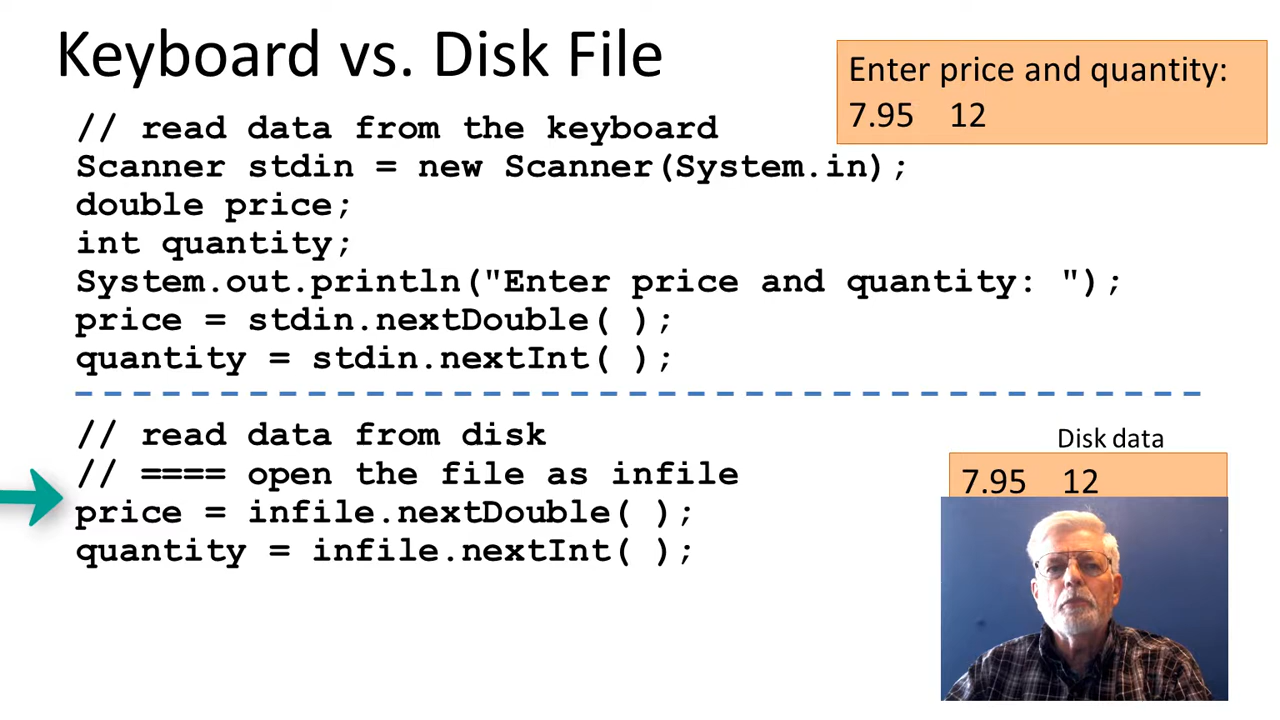 Keyboard vs. Disk File
Enter price and quantity:
7.95 12
// read data from the keyboard
Scanner stdin = new Scanner(System.in);
double price;
int quantity;
System.out.println("Enter price and quantity: ");
price = stdin.nextDouble( );
quantity = stdin.nextInt( );
// read data from disk
// ==== open the file as infile
price = infile.nextDouble( );
quantity = infile.nextInt( );
Disk data
7.95 12